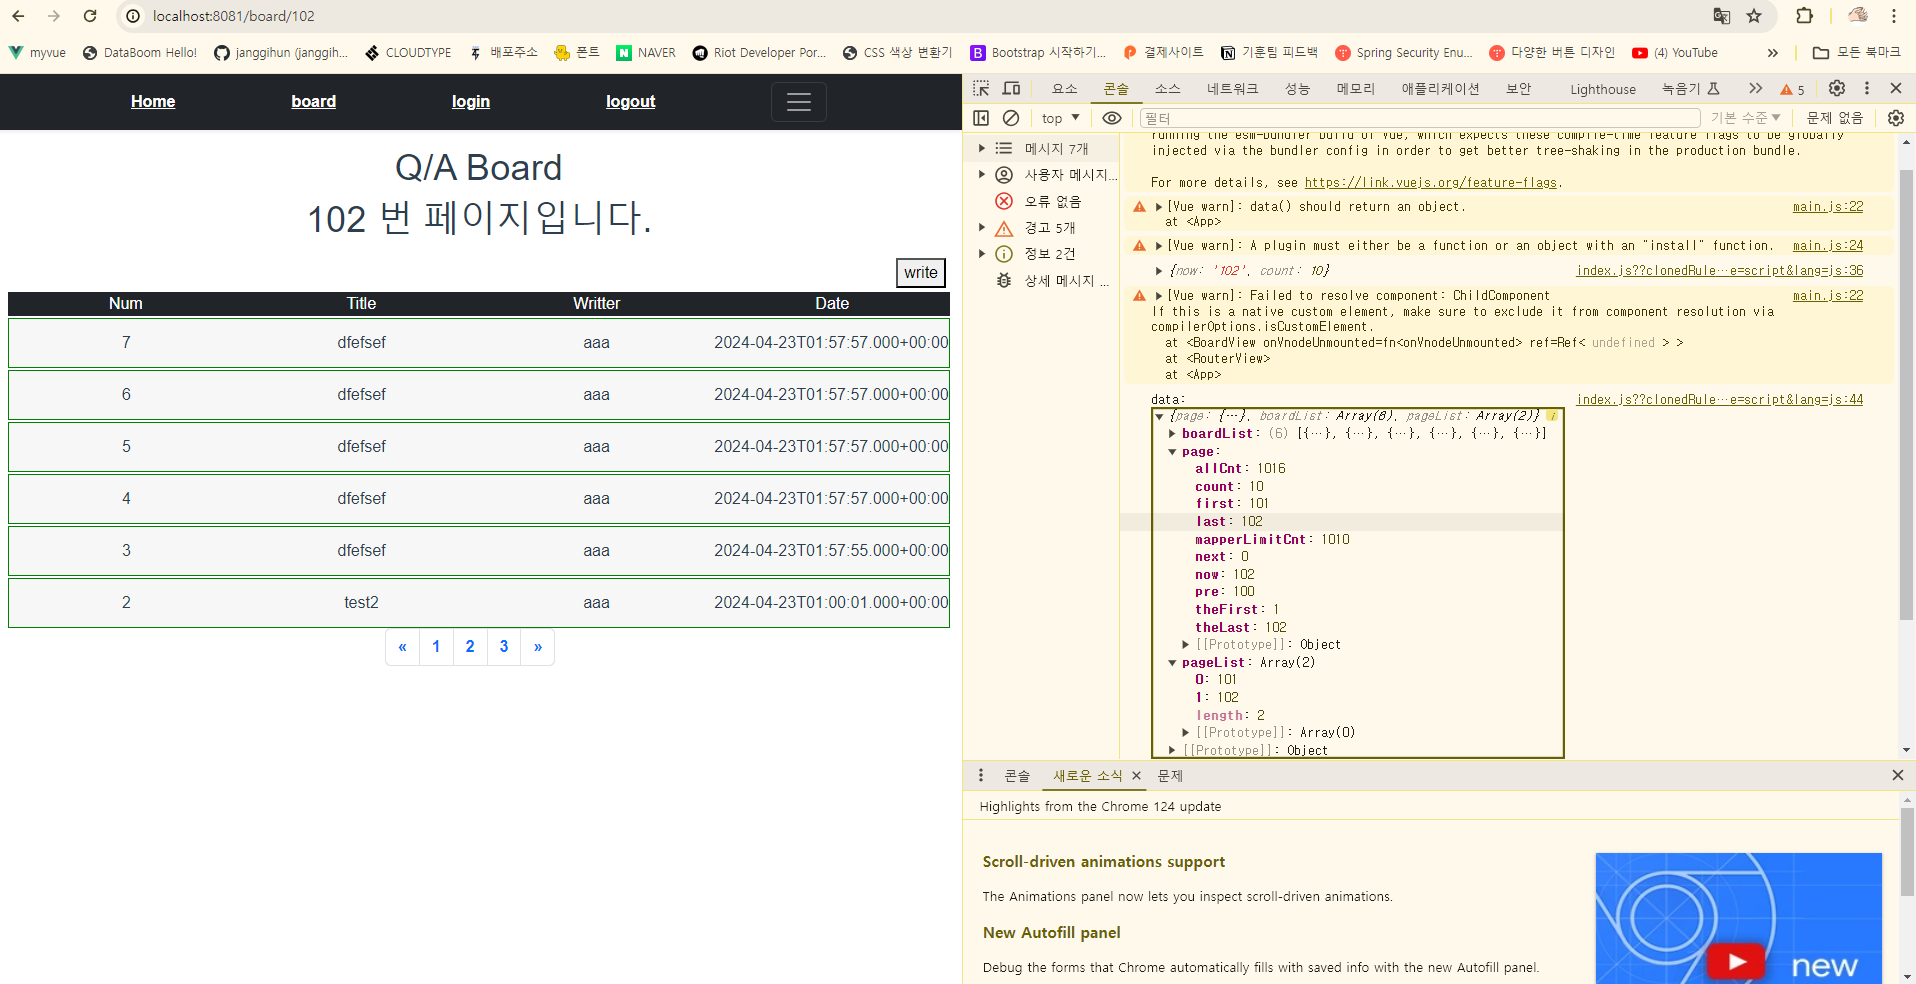 localhost:8081/board/102
myvue
DataBoom Hello!
janggihun (janggih...
CLOUDTYPE
배포주소
폰트
NAVER
Riot Developer Por...
CSS 색상 변환기
Bootstrap 시작하기...
결제사이트
기훈팀 피드백
Spring Security Enu...
다양한 버튼 디자인
(4) YouTube
모든 북마크
Home board login logout
Q/A Board
102 번 페이지입니다.
write
Num Title Writter Date
7 dfefsef aaa 2024-04-23T01:57:57.000+00:00
6 dfefsef aaa 2024-04-23T01:57:57.000+00:00
5 dfefsef aaa 2024-04-23T01:57:57.000+00:00
4 dfefsef aaa 2024-04-23T01:57:57.000+00:00
3 dfefsef aaa 2024-04-23T01:57:55.000+00:00
2 test2 aaa 2024-04-23T01:00:01.000+00:00
« 1 2 3 »
요소 콘솔 소스 네트워크 성능 메모리 애플리케이션 보안 Lighthouse 녹음기 5
top 필터 기본 수준 문제 없음
메시지 7개
사용자 메시지...
오류 없음
경고 5개
정보 2건
상세 메시지 ...
running the esm-bundler build of Vue, which expects these compile-time feature flags to be globally
injected via the bundler config in order to get better tree-shaking in the production bundle.
For more details, see https://link.vuejs.org/feature-flags.
[Vue warn]: data() should return an object. main.js:22
at <App>
[Vue warn]: A plugin must either be a function or an object with an "install" function. main.js:24
{now: '102', count: 10} index.js??clonedRule…e=script&lang=js:36
[Vue warn]: Failed to resolve component: ChildComponent main.js:22
If this is a native custom element, make sure to exclude it from component resolution via
compilerOptions.isCustomElement.
at <BoardView onVnodeUnmounted=fn<onVnodeUnmounted> ref=Ref< undefined > >
at <RouterView>
at <App>
data: index.js??clonedRule…e=script&lang=js:44
{page: {…}, boardList: Array(6), pageList: Array(2)} i
boardList: (6) [{…}, {…}, {…}, {…}, {…}, {…}]
page:
allCnt: 1016
count: 10
first: 101
last: 102
mapperLimitCnt: 1010
next: 0
now: 102
pre: 100
theFirst: 1
theLast: 102
[[Prototype]]: Object
pageList: Array(2)
0: 101
1: 102
length: 2
[[Prototype]]: Array(0)
[[Prototype]]: Object
콘솔 새로운 소식 문제
Highlights from the Chrome 124 update
Scroll-driven animations support
The Animations panel now lets you inspect scroll-driven animations.
New Autofill panel
Debug the forms that Chrome automatically fills with saved info with the new Autofill panel.
new